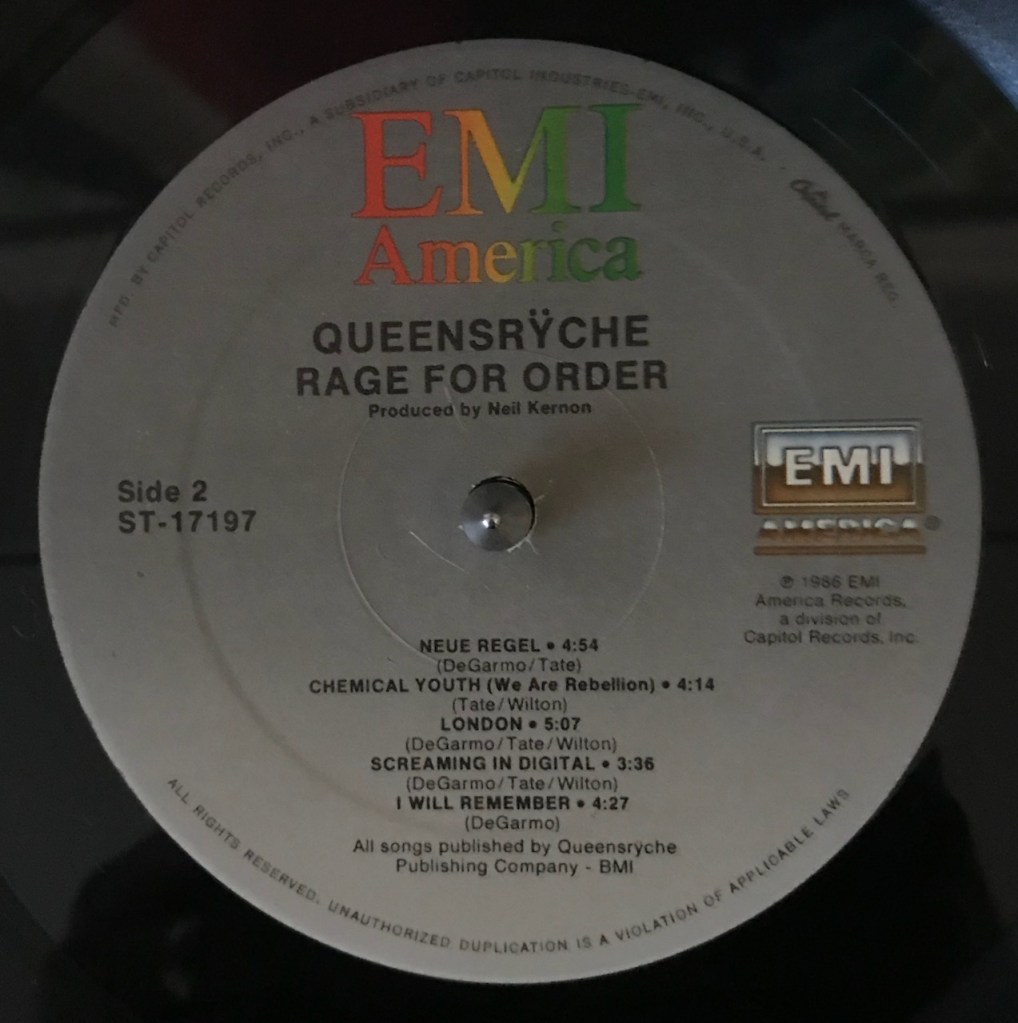 MFD. BY CAPITOL RECORDS, INC., A SUBSIDIARY OF CAPITOL INDUSTRIES-EMI, INC., U.S.A. . Capitol MARCA REG.
EMI
America
QUEENSRŸCHE
RAGE FOR ORDER
Produced by Neil Kernon
Side 2
ST-17197
EMI
AMERICA®
℗ 1986 EMI
America Records,
a division of
Capitol Records, Inc.
NEUE REGEL • 4:54
(DeGarmo/Tate)
CHEMICAL YOUTH (We Are Rebellion) • 4:14
(Tate/Wilton)
LONDON • 5:07
(DeGarmo/Tate/Wilton)
SCREAMING IN DIGITAL • 3:36
(DeGarmo/Tate/Wilton)
I WILL REMEMBER • 4:27
(DeGarmo)
All songs published by Queensrÿche
Publishing Company - BMI
ALL RIGHTS RESERVED. UNAUTHORIZED DUPLICATION IS A VIOLATION OF APPLICABLE LAWS